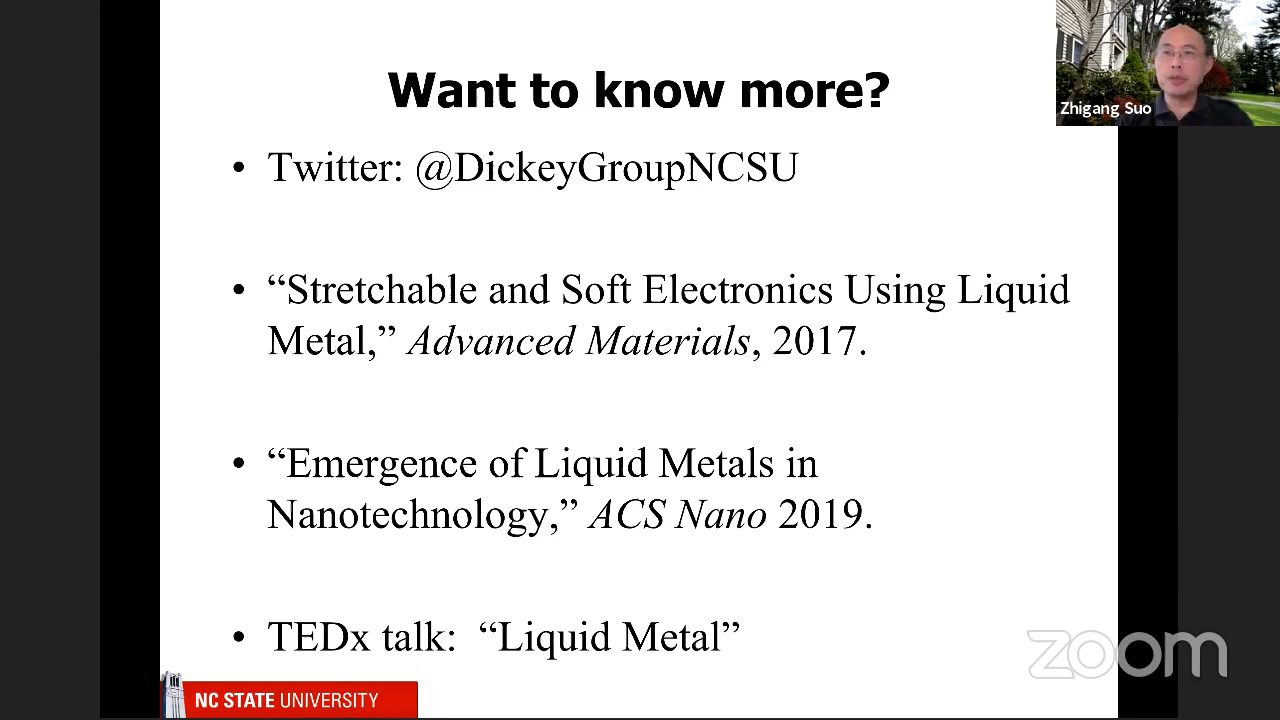 Want to know more?
Zhigang Suo
• Twitter: @DickeyGroupNCSU
• “Stretchable and Soft Electronics Using Liquid
Metal,” Advanced Materials, 2017.
• “Emergence of Liquid Metals in
Nanotechnology,” ACS Nano 2019.
• TEDx talk:  “Liquid Metal”
zoom
NC STATE UNIVERSITY